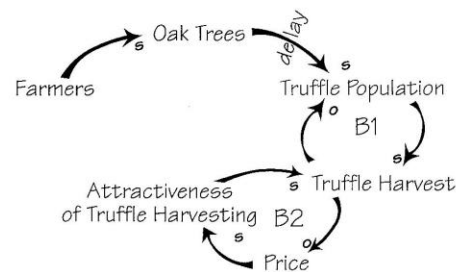 Oak Trees
delay
s
Farmers
s
Truffle Population
o
B1
s
s
Truffle Harvest
Attractiveness
of Truffle Harvesting
B2
s
o
Price